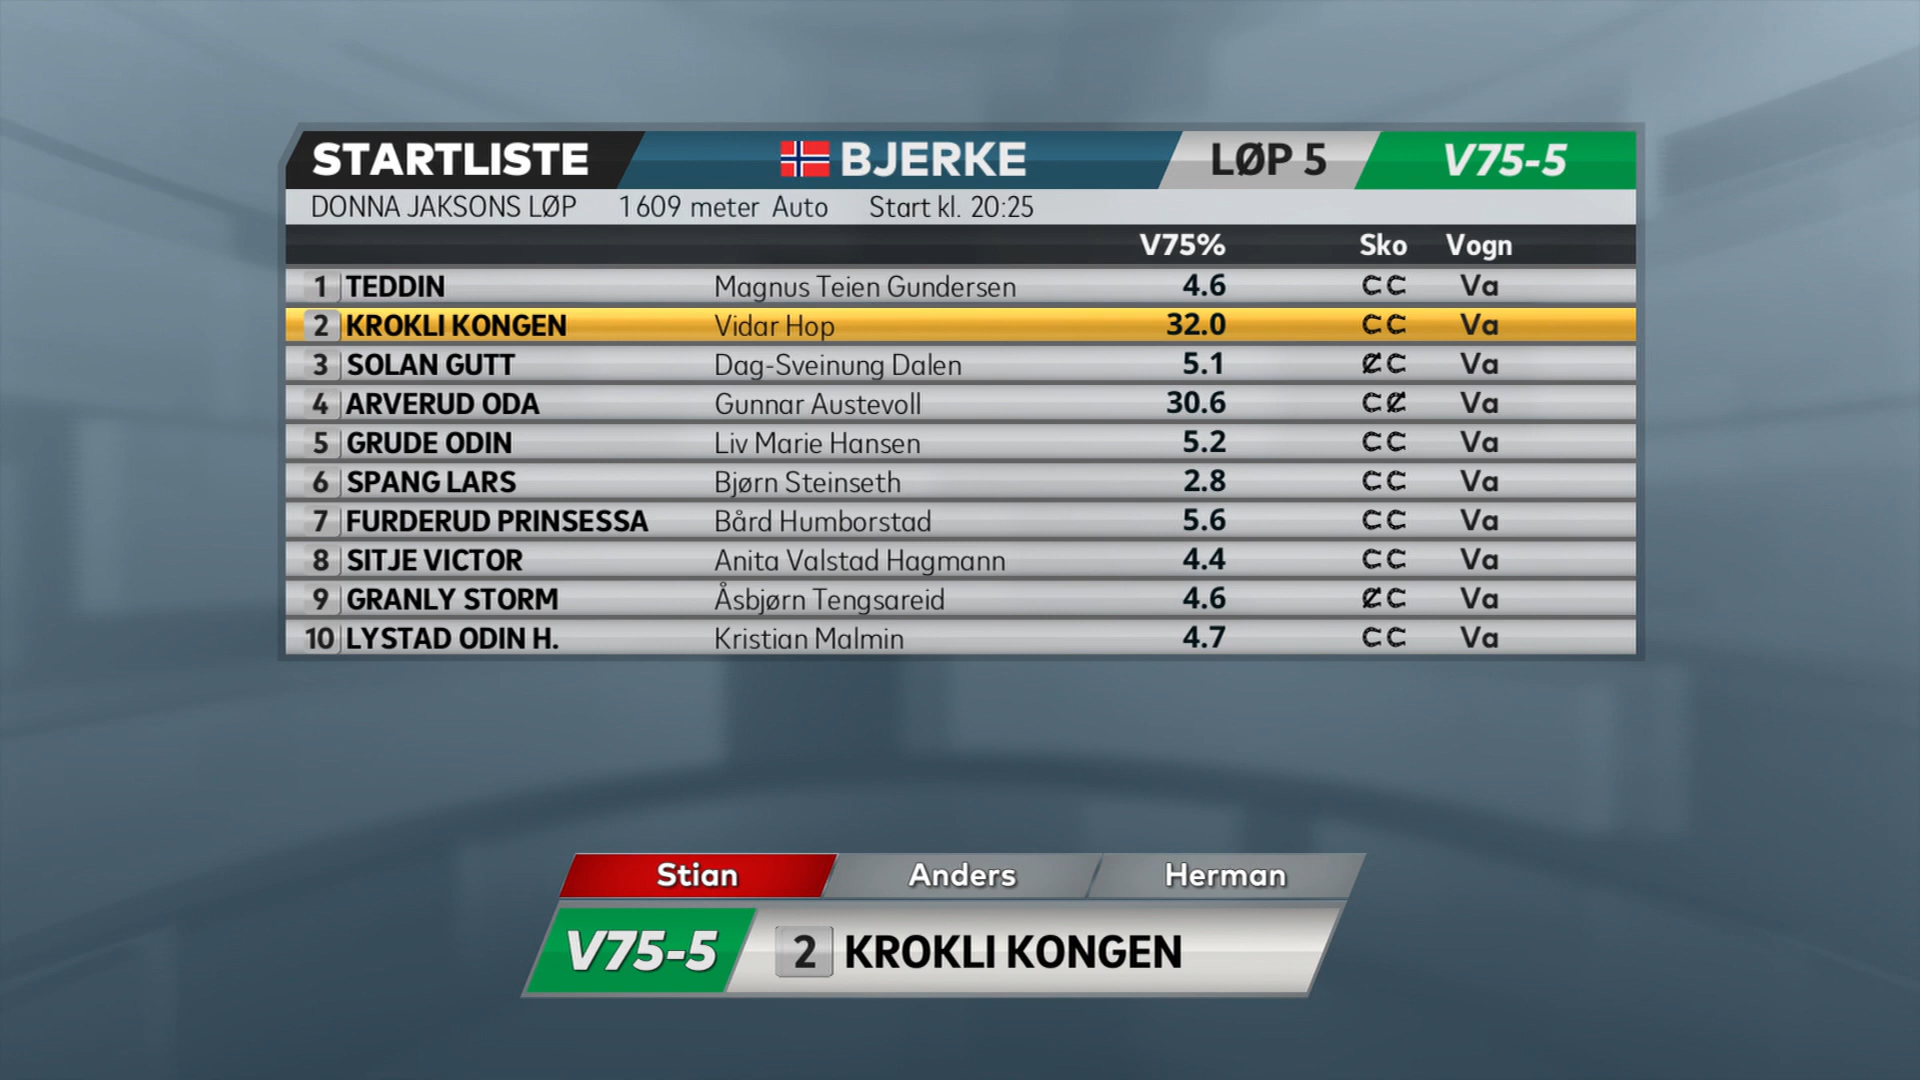 STARTLISTE BJERKE LØP 5 V75-5
DONNA JAKSONS LØP 1609 meter Auto Start kl. 20:25
V75% Sko Vogn
1 TEDDIN Magnus Teien Gundersen 4.6 C C Va
2 KROKLI KONGEN Vidar Hop 32.0 C C Va
3 SOLAN GUTT Dag-Sveinung Dalen 5.1 Ȼ C Va
4 ARVERUD ODA Gunnar Austevoll 30.6 C Ȼ Va
5 GRUDE ODIN Liv Marie Hansen 5.2 C C Va
6 SPANG LARS Bjørn Steinseth 2.8 C C Va
7 FURDERUD PRINSESSA Bård Humborstad 5.6 C C Va
8 SITJE VICTOR Anita Valstad Hagmann 4.4 C C Va
9 GRANLY STORM Åsbjørn Tengsareid 4.6 Ȼ C Va
10 LYSTAD ODIN H. Kristian Malmin 4.7 C C Va
Stian Anders Herman
V75-5 2 KROKLI KONGEN